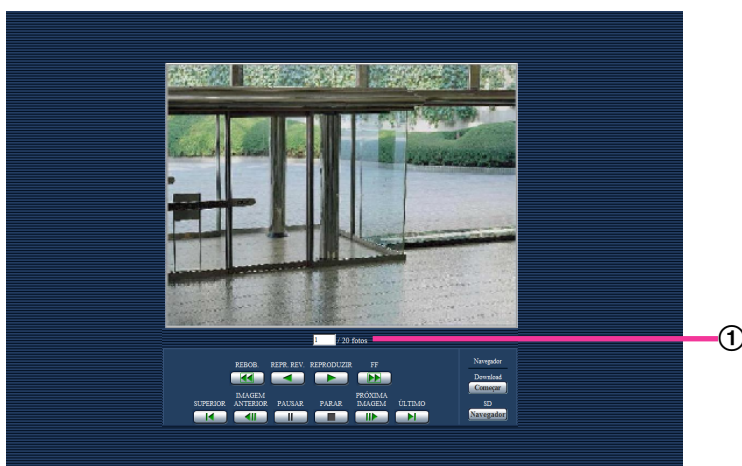 1 / 20 fotos
①
REBOB. REPR. REV. REPRODUZIR FF
SUPERIOR IMAGEM ANTERIOR PAUSAR PARAR PRÓXIMA IMAGEM ÚLTIMO
Navegador
Download
Começar
SD
Navegador